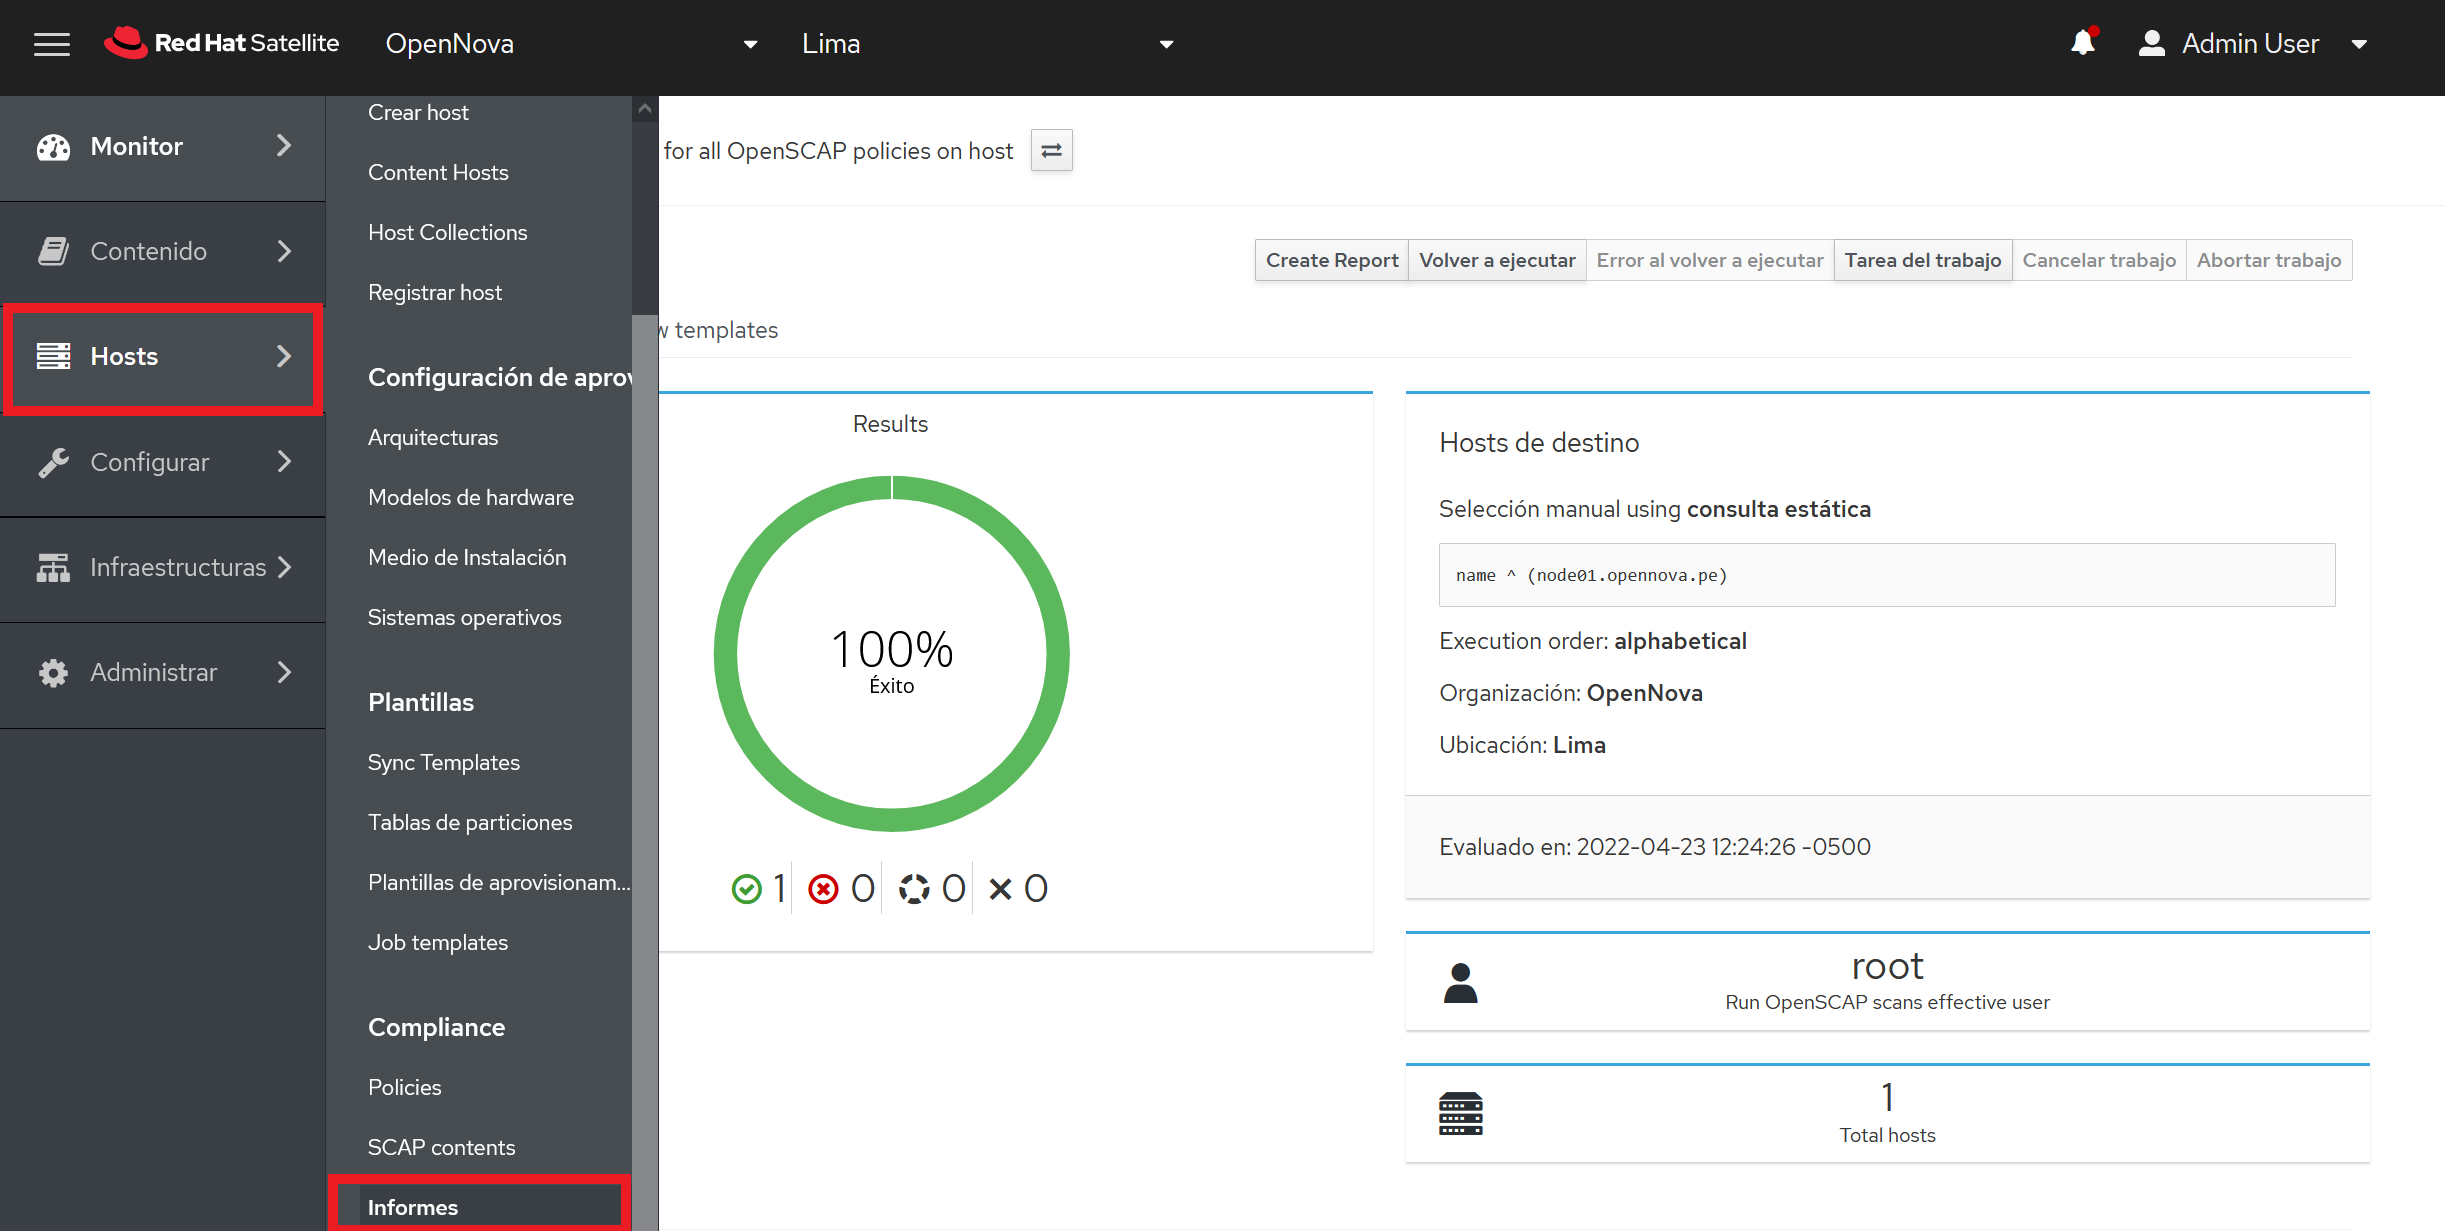 Red Hat Satellite OpenNova Lima Admin User
Monitor
Contenido
Hosts
Configurar
Infraestructuras
Administrar
Crear host
Content Hosts
Host Collections
Registrar host
Configuración de aprov
Arquitecturas
Modelos de hardware
Medio de Instalación
Sistemas operativos
Plantillas
Sync Templates
Tablas de particiones
Plantillas de aprovisionam...
Job templates
Compliance
Policies
SCAP contents
Informes
for all OpenSCAP policies on host
Create Report Volver a ejecutar Error al volver a ejecutar Tarea del trabajo Cancelar trabajo Abortar trabajo
w templates
Results
100%
Éxito
1 0 0 0
Hosts de destino
Selección manual using consulta estática
name ^ (node01.opennova.pe)
Execution order: alphabetical
Organización: OpenNova
Ubicación: Lima
Evaluado en: 2022-04-23 12:24:26 -0500
root
Run OpenSCAP scans effective user
1
Total hosts